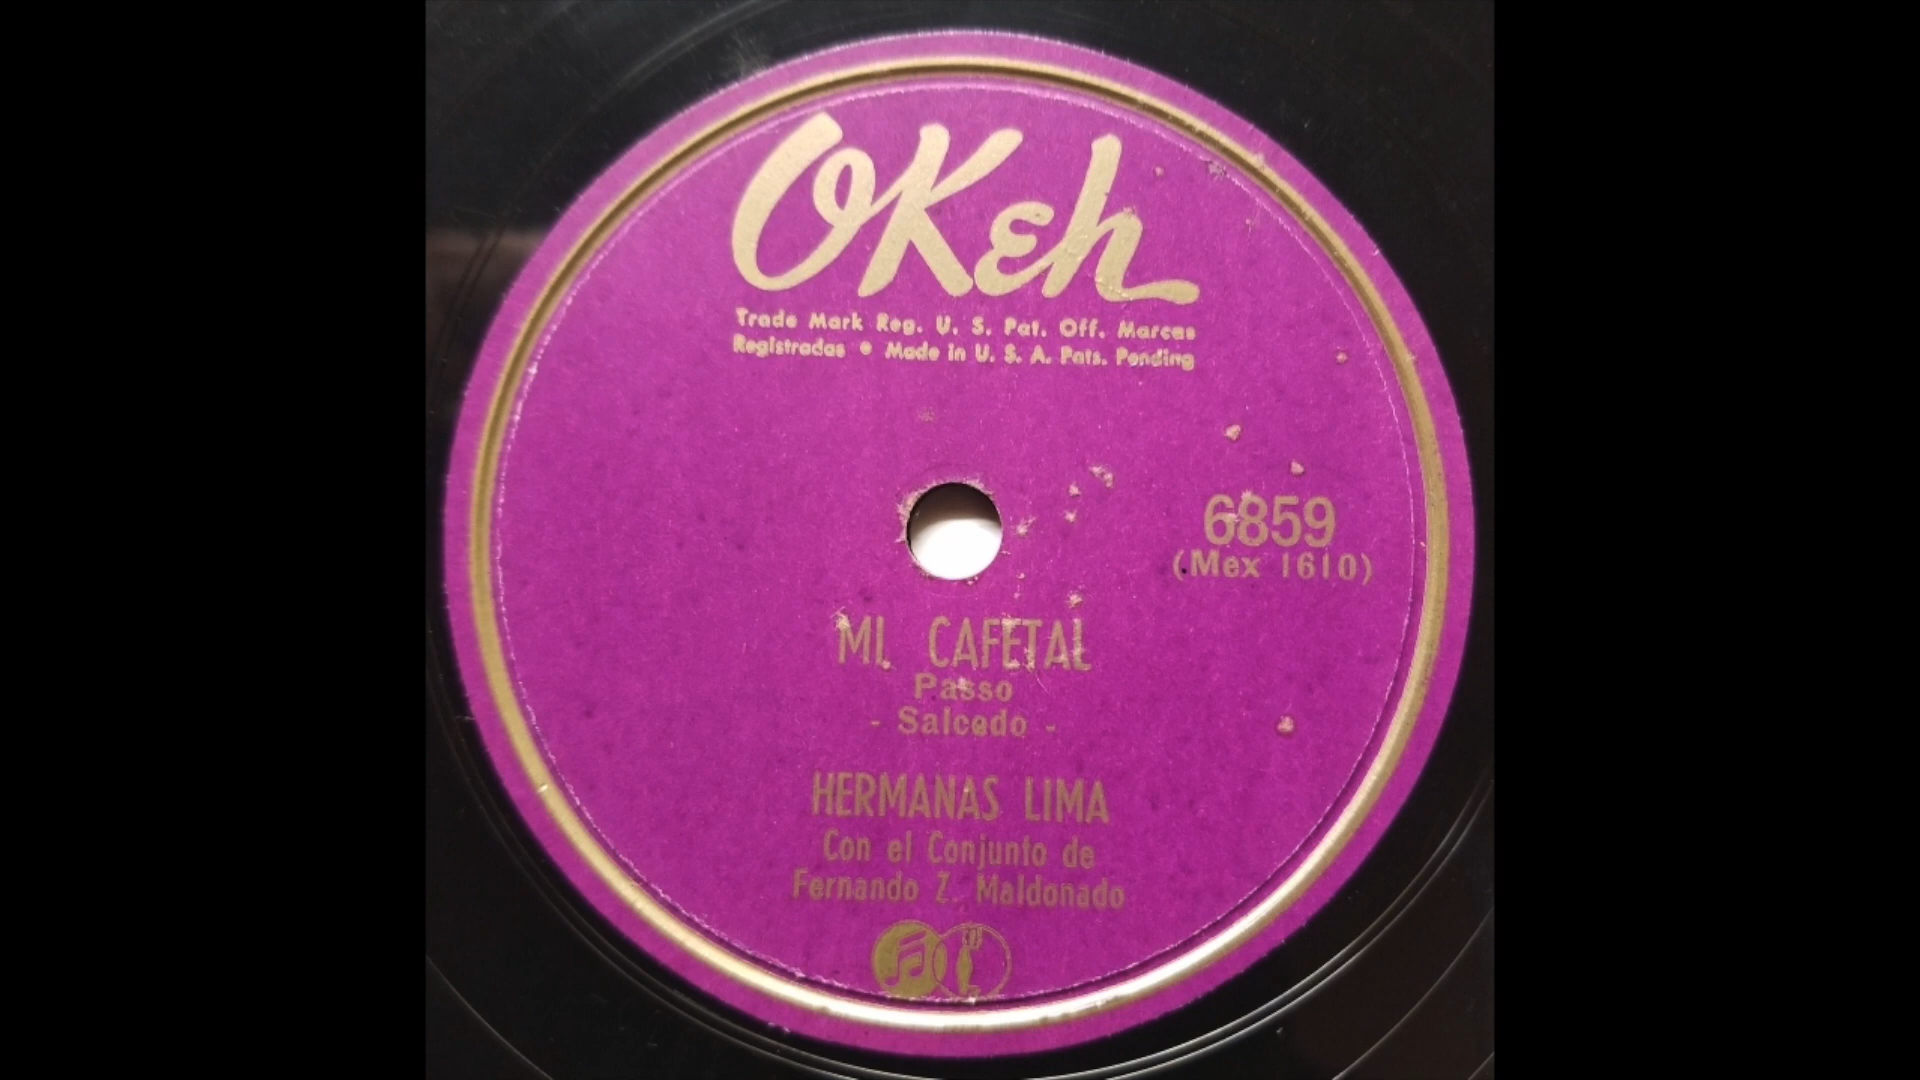 OKeh
Trade Mark Reg. U. S. Pat. Off. Marcas
Registradas • Made in U. S. A. Pats. Pending
6859
(Mex 1610)
MI CAFETAL
Passo
- Salcedo -
HERMANAS LIMA
Con el Conjunto de
Fernando Z. Maldonado